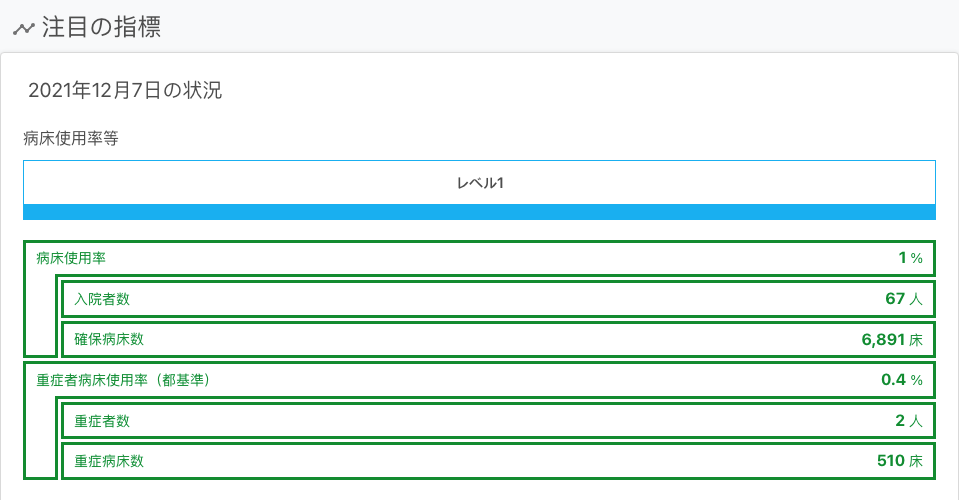 注目の指標
2021年12月7日の状況
病床使用率等
レベル1
病床使用率 1 %
入院者数 67 人
確保病床数 6,891 床
重症者病床使用率（都基準） 0.4 %
重症者数 2 人
重症病床数 510 床